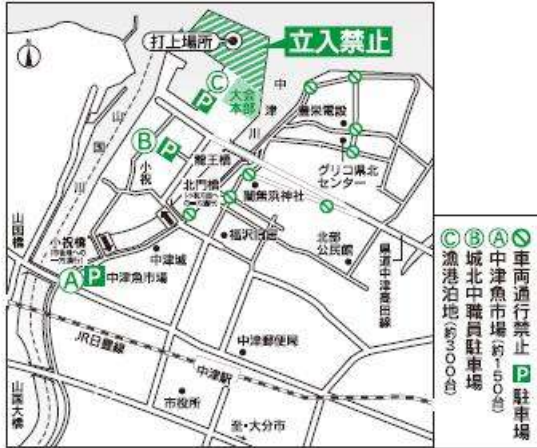 打上場所
立入禁止
Ⓒ
P
大会
本部
中津川
豊栄電設
Ⓑ
P
小祝
山国川
龍王橋
グリコ県北
センター
北門橋
闇無浜神社
山国橋
小祝橋
福沢旧邸
北部
公民館
県道中津高田線
中津城
Ⓐ
P
中津魚市場
JR日豊線
中津郵便局
中津駅
山国大橋
市役所
至・大分市
車両通行禁止 P 駐車場
Ⓐ中津魚市場(約150台)
Ⓑ城北中職員駐車場
Ⓒ漁港泊地(約300台)